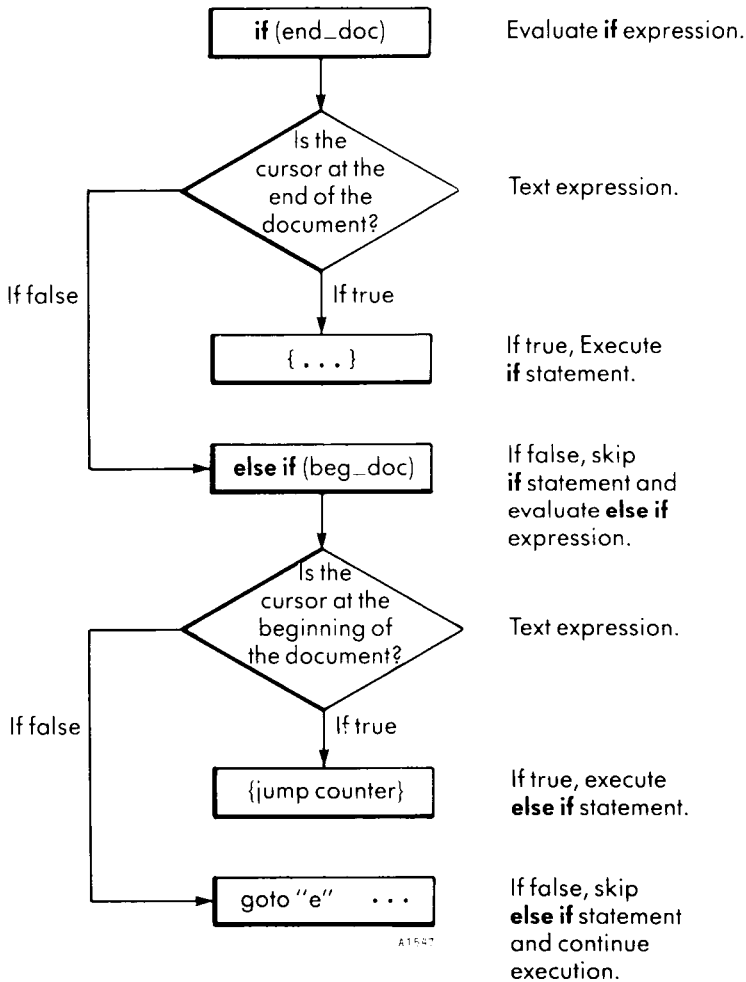 if (end_doc)
Evaluate if expression.
Is the
cursor at the
end of the
document?
Text expression.
If false
If true
{ . . . }
If true, Execute
if statement.
else if (beg_doc)
If false, skip
if statement and
evaluate else if
expression.
Is the
cursor at the
beginning of
the document?
Text expression.
If false
If true
{jump counter}
If true, execute
else if statement.
goto "e" . . .
If false, skip
else if statement
and continue
execution.